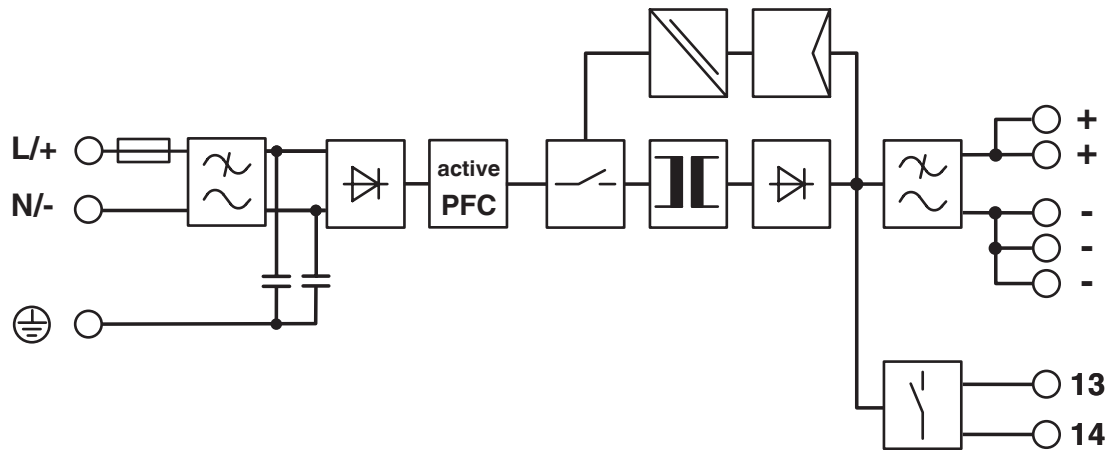 L/+
N/-
active
PFC
+
+
-
-
-
13
14